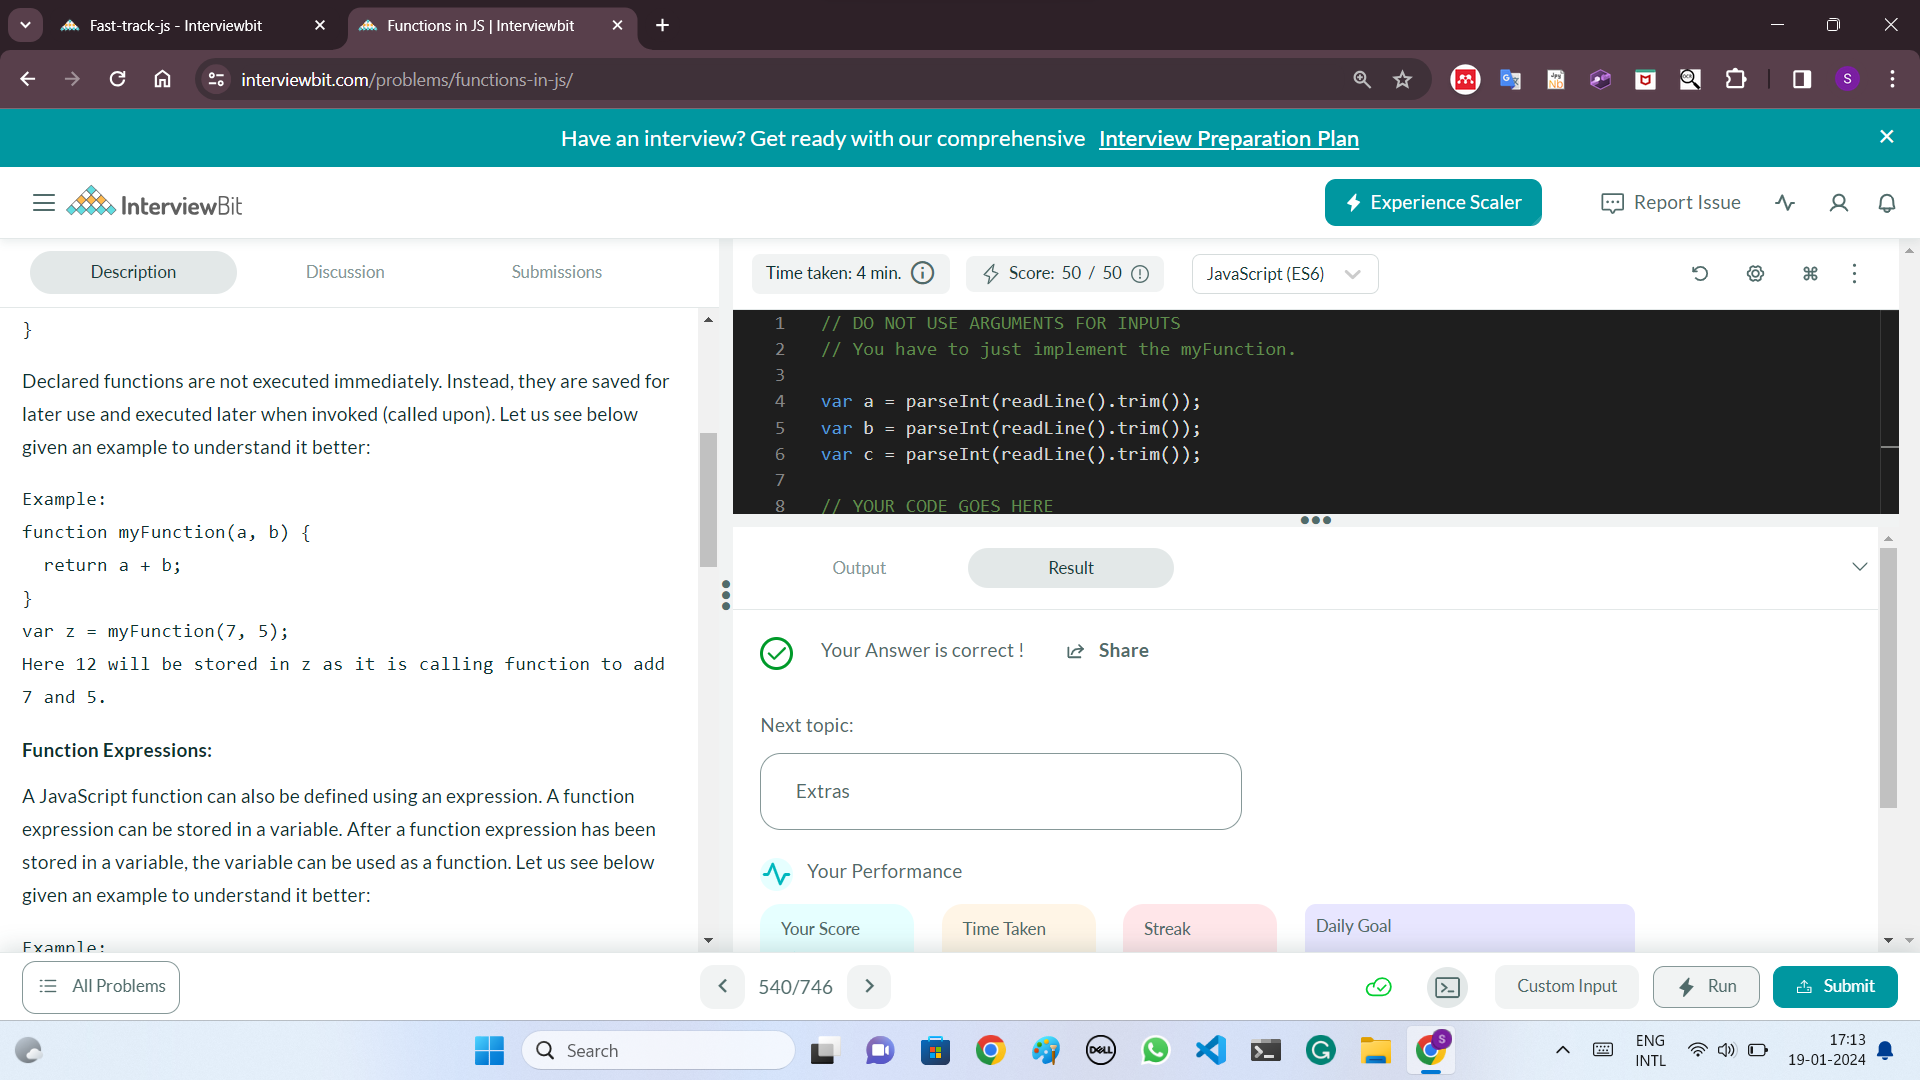 Fast-track-js - Interviewbit
Functions in JS | Interviewbit
interviewbit.com/problems/functions-in-js/
S
Have an interview? Get ready with our comprehensive Interview Preparation Plan
InterviewBit
Experience Scaler
Report Issue
Description
Discussion
Submissions
Time taken: 4 min.
Score: 50 / 50
JavaScript (ES6)
}
Declared functions are not executed immediately. Instead, they are saved for
later use and executed later when invoked (called upon). Let us see below
given an example to understand it better:
Example:
function myFunction(a, b) {
return a + b;
}
var z = myFunction(7, 5);
Here 12 will be stored in z as it is calling function to add
7 and 5.
Function Expressions:
A JavaScript function can also be defined using an expression. A function
expression can be stored in a variable. After a function expression has been
stored in a variable, the variable can be used as a function. Let us see below
given an example to understand it better:
Example:
1 // DO NOT USE ARGUMENTS FOR INPUTS
2 // You have to just implement the myFunction.
3
4 var a = parseInt(readLine().trim());
5 var b = parseInt(readLine().trim());
6 var c = parseInt(readLine().trim());
7
8 // YOUR CODE GOES HERE
Output
Result
Your Answer is correct !
Share
Next topic:
Extras
Your Performance
Your Score
Time Taken
Streak
Daily Goal
All Problems
540/746
Custom Input
Run
Submit
Search
DELL
S
ENG
INTL
17:13
19-01-2024